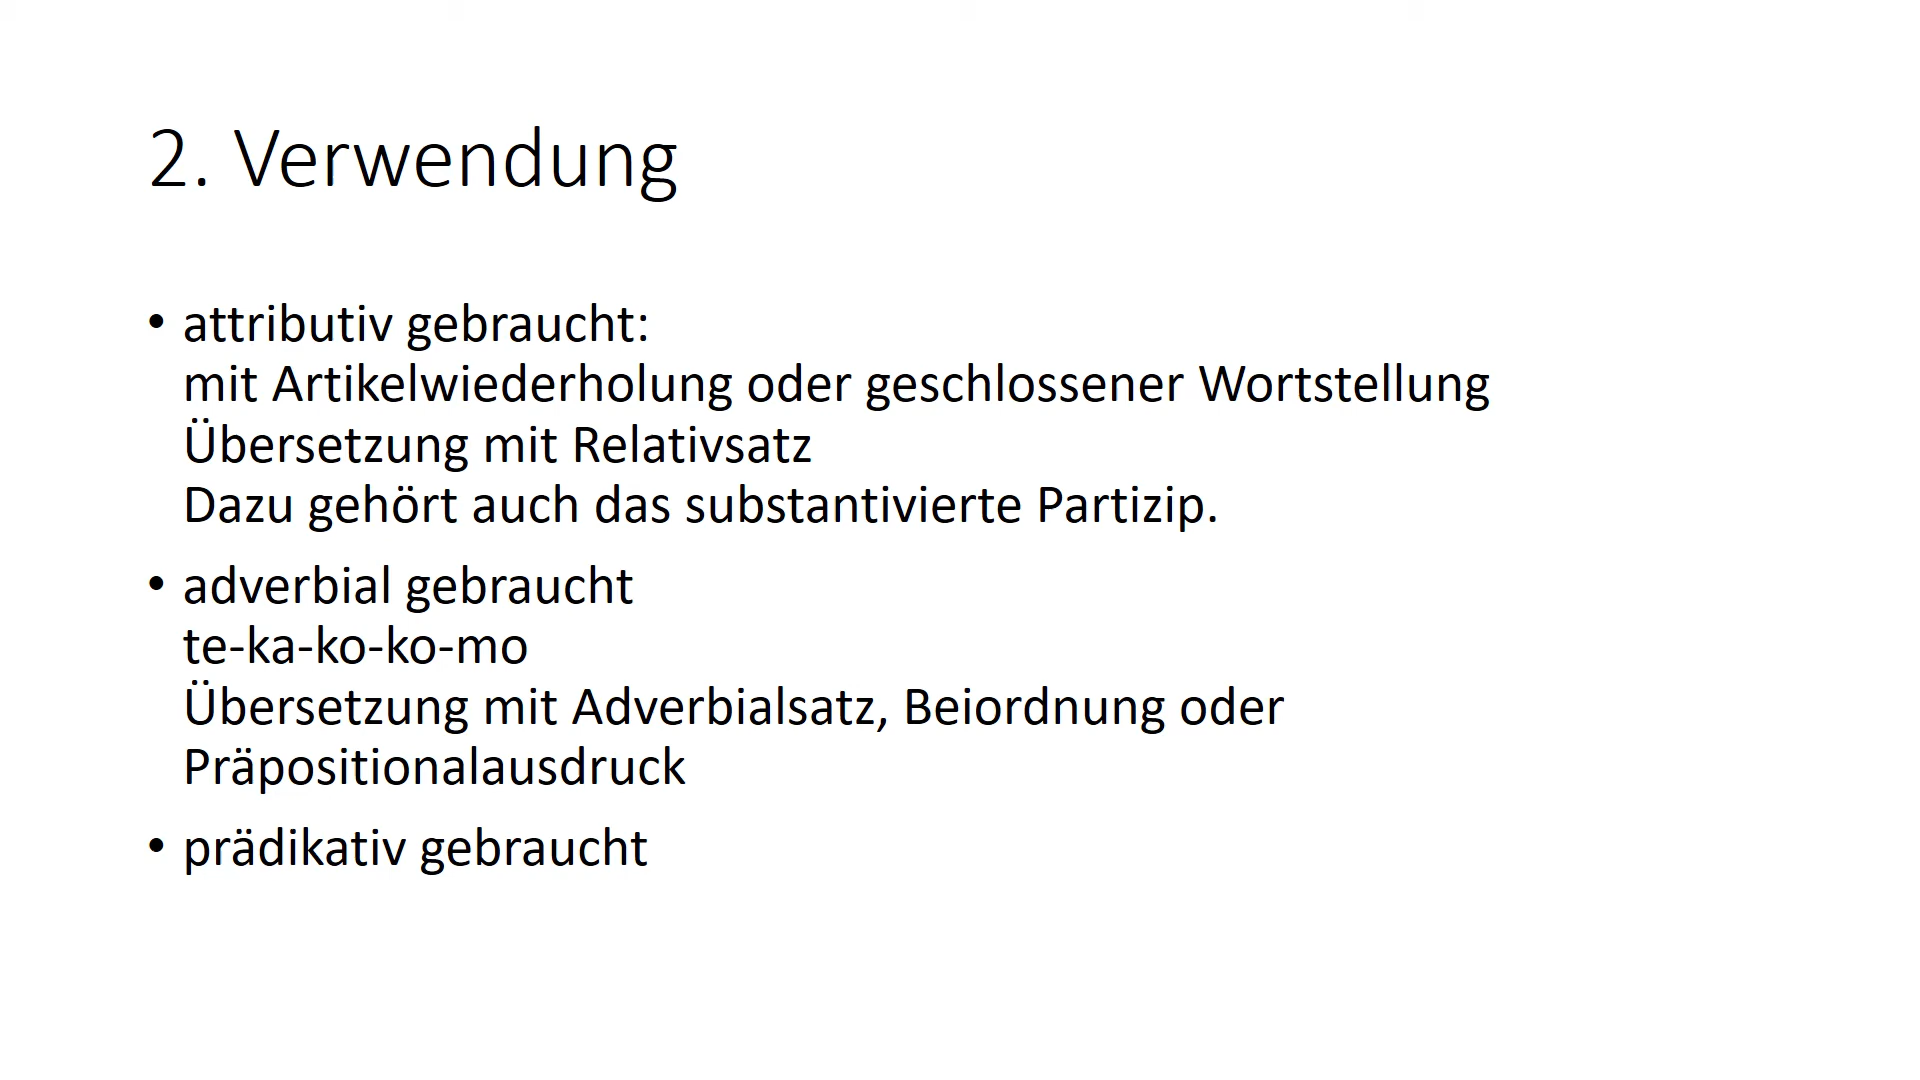 2. Verwendung
• attributiv gebraucht:
mit Artikelwiederholung oder geschlossener Wortstellung
Übersetzung mit Relativsatz
Dazu gehört auch das substantivierte Partizip.
• adverbial gebraucht
te-ka-ko-ko-mo
Übersetzung mit Adverbialsatz, Beiordnung oder
Präpositionalausdruck
• prädikativ gebraucht